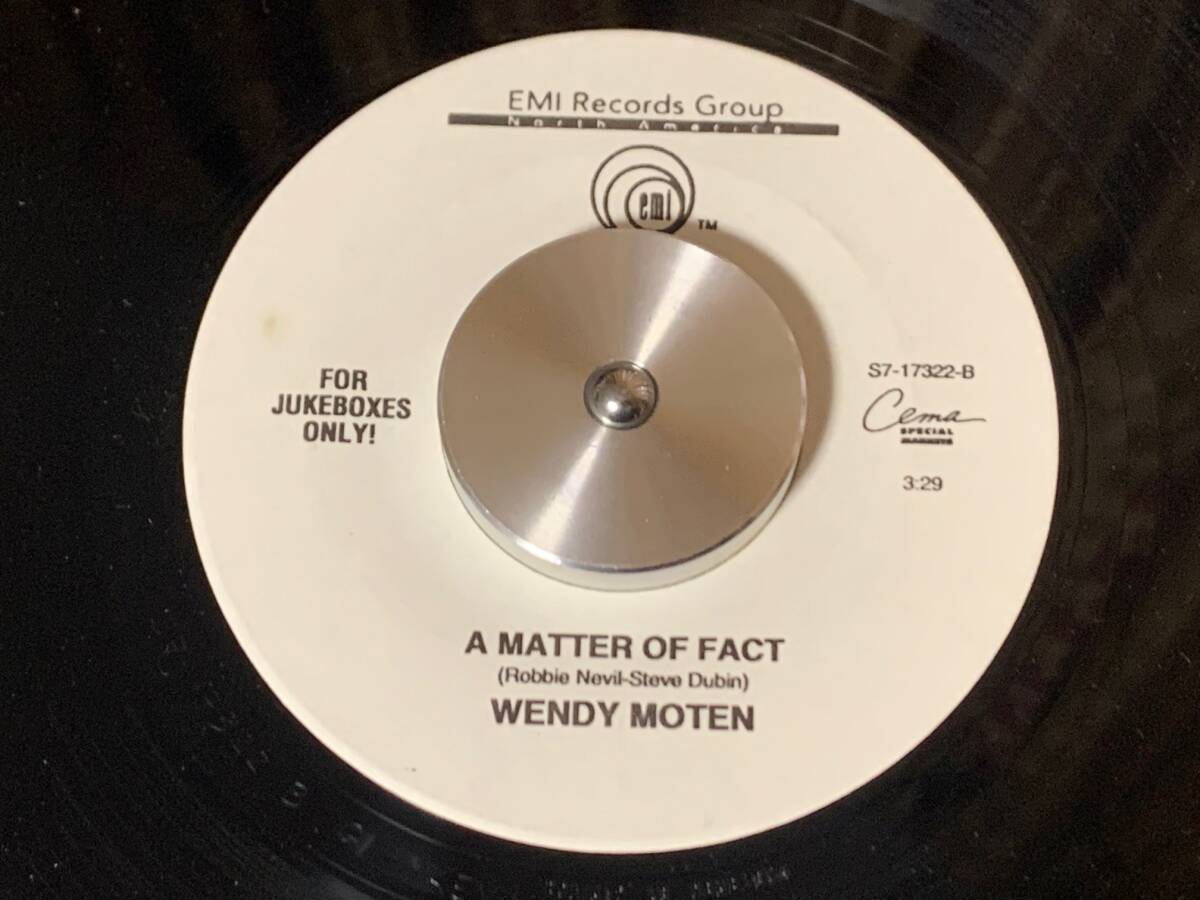 EMI Records Group
North America
emi
TM
FOR
JUKEBOXES
ONLY!
S7-17322-B
Cema
SPECIAL
MARKETS
3:29
A MATTER OF FACT
(Robbie Nevil-Steve Dubin)
WENDY MOTEN